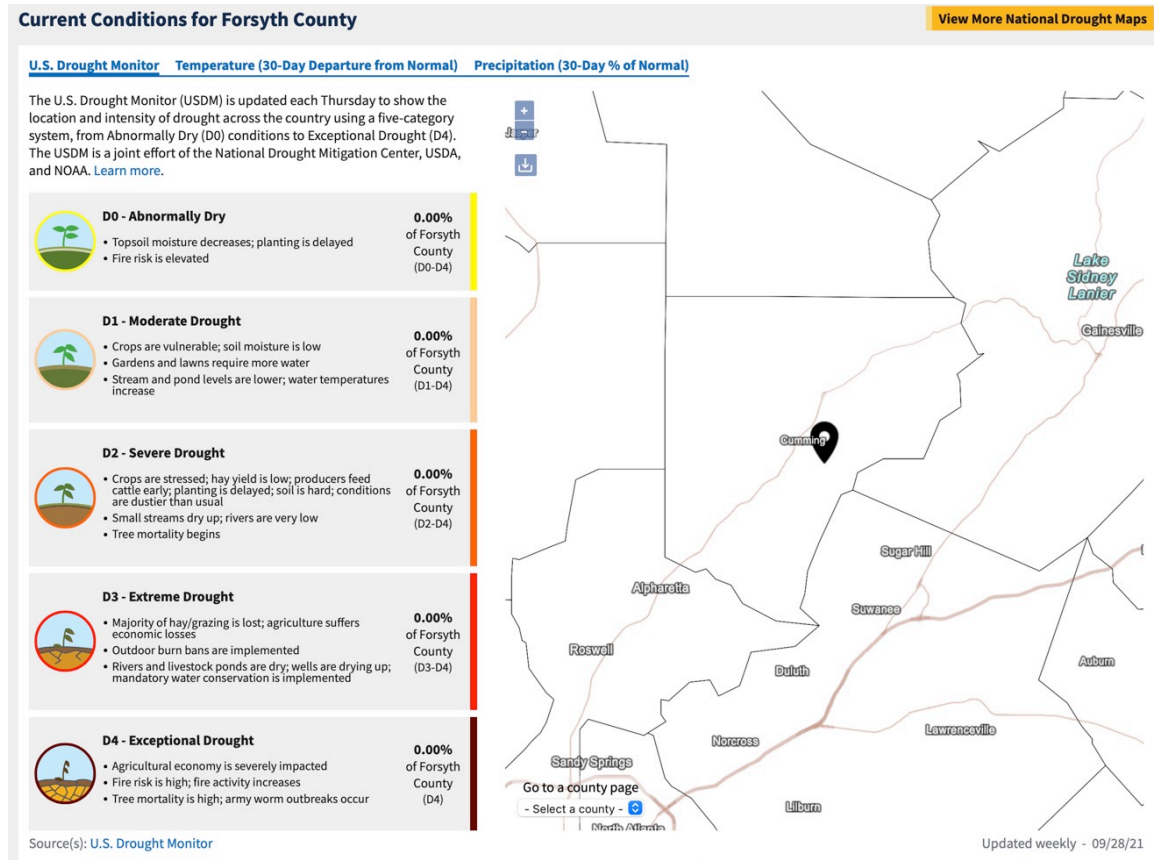 Current Conditions for Forsyth County
View More National Drought Maps
U.S. Drought Monitor
Temperature (30-Day Departure from Normal)
Precipitation (30-Day % of Normal)
The U.S. Drought Monitor (USDM) is updated each Thursday to show the
location and intensity of drought across the country using a five-category
system, from Abnormally Dry (D0) conditions to Exceptional Drought (D4).
The USDM is a joint effort of the National Drought Mitigation Center, USDA,
and NOAA. Learn more.
D0 - Abnormally Dry
• Topsoil moisture decreases; planting is delayed
• Fire risk is elevated
0.00%
of Forsyth
County
(D0-D4)
D1 - Moderate Drought
• Crops are vulnerable; soil moisture is low
• Gardens and lawns require more water
• Stream and pond levels are lower; water temperatures
increase
0.00%
of Forsyth
County
(D1-D4)
D2 - Severe Drought
• Crops are stressed; hay yield is low; producers feed
cattle early; planting is delayed; soil is hard; conditions
are dustier than usual
• Small streams dry up; rivers are very low
• Tree mortality begins
0.00%
of Forsyth
County
(D2-D4)
D3 - Extreme Drought
• Majority of hay/grazing is lost; agriculture suffers
economic losses
• Outdoor burn bans are implemented
• Rivers and livestock ponds are dry; wells are drying up;
mandatory water conservation is implemented
0.00%
of Forsyth
County
(D3-D4)
D4 - Exceptional Drought
• Agricultural economy is severely impacted
• Fire risk is high; fire activity increases
• Tree mortality is high; army worm outbreaks occur
0.00%
of Forsyth
County
(D4)
+
Lake
Sidney
Lanier
Gainesville
Cumming
Sugar Hill
Alpharetta
Suwanee
Roswell
Duluth
Auburn
Norcross
Lawrenceville
Sandy Springs
Go to a county page
- Select a county -
Lilburn
North Atlanta
Source(s): U.S. Drought Monitor
Updated weekly - 09/28/21